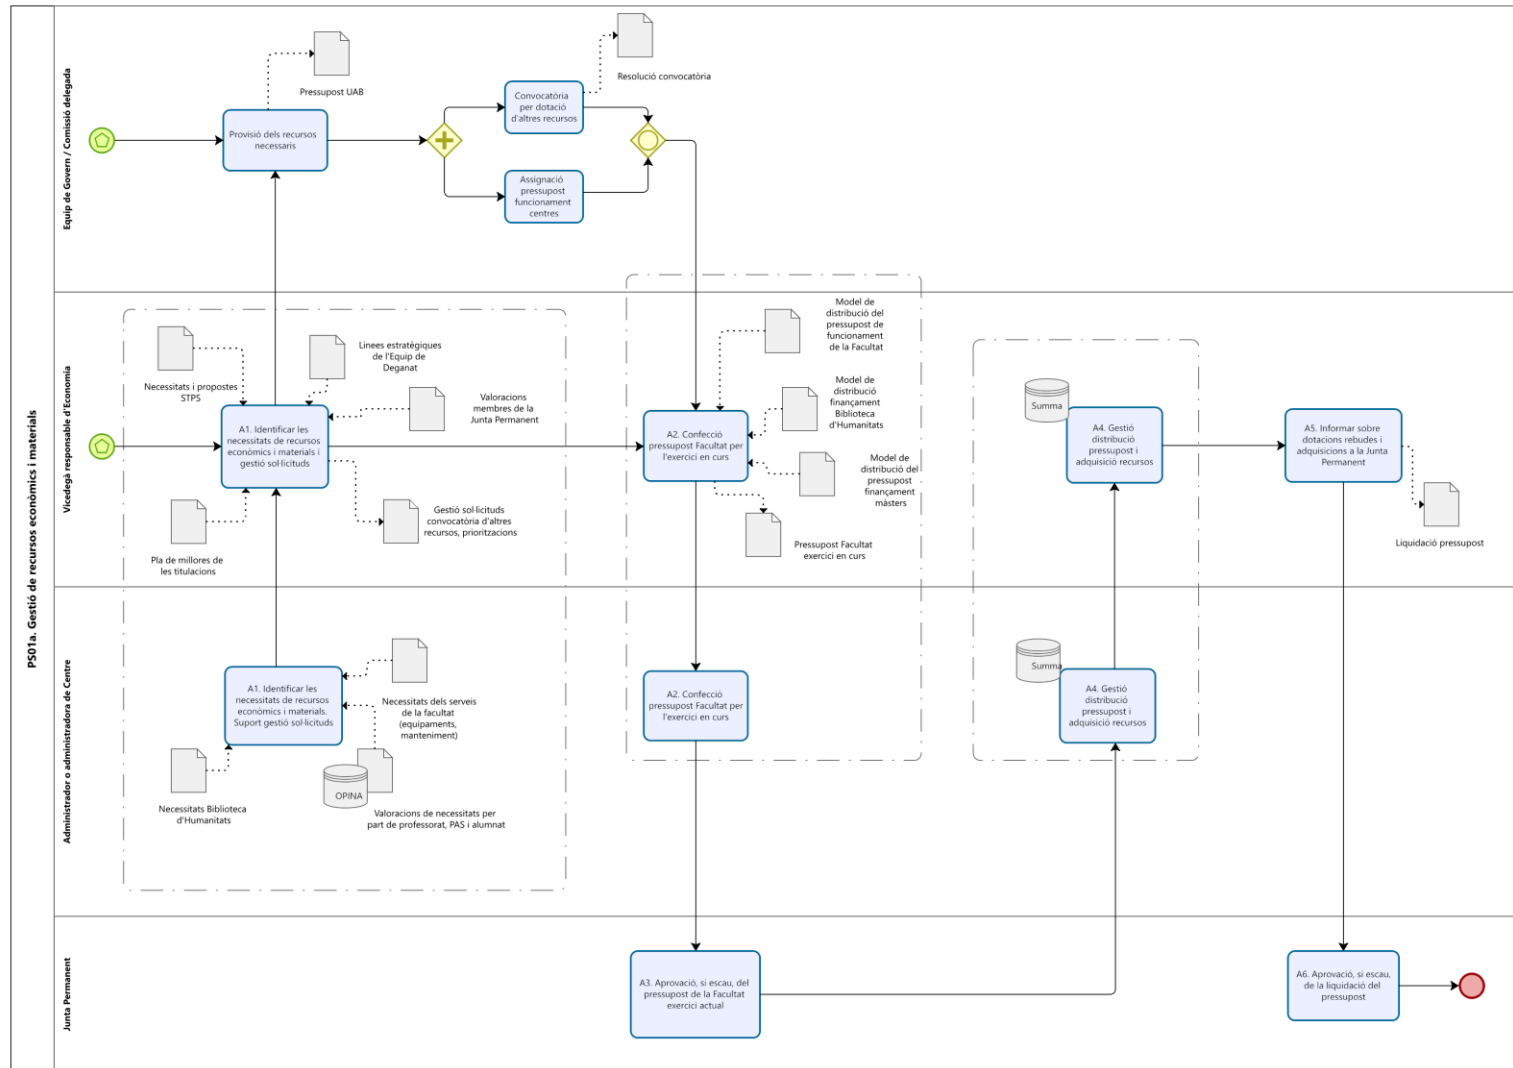 PS01a. Gestió de recursos econòmics i materials
Equip de Govern / Comissió delegada
Pressupost UAB
Provisió dels recursos
necessaris
Convocatòria
per dotació
d'altres recursos
Resolució convocatòria
Assignació
pressupost
funcionament
centres
Vicedegà responsable d'Economia
Necessitats i propostes
STPS
Linees estratègiques
de l'Equip de
Deganat
Valoracions
membres de la
Junta Permanent
A1. Identificar les
necessitats de recursos
econòmics i materials i
gestió sol·licituds
Pla de millores de
les titulacions
Gestió sol·licituds
convocatòria d'altres
recursos, prioritzacions
Model de
distribució del
pressupost de
funcionament
de la Facultat
Model de
distribució
finançament
Biblioteca
d'Humanitats
A2. Confecció
pressupost Facultat per
l'exercici en curs
Model de
distribució del
pressupost
finançament
màsters
Pressupost Facultat
exercici en curs
Summa
A4. Gestió
distribució
pressupost i
adquisició recursos
A5. Informar sobre
dotacions rebudes i
adquisicions a la Junta
Permanent
Liquidació pressupost
Administrador o administradora de Centre
A1. Identificar les
necessitats de recursos
econòmics i materials.
Suport gestió sol·licituds
Necessitats dels serveis
de la facultat
(equipaments,
manteniment)
Necessitats Biblioteca
d'Humanitats
OPINA
Valoracions de necessitats per
part de professorat, PAS i alumnat
A2. Confecció
pressupost Facultat per
l'exercici en curs
Summa
A4. Gestió
distribució
pressupost i
adquisició recursos
Junta Permanent
A3. Aprovació, si escau, del
pressupost de la Facultat
exercici actual
A6. Aprovació, si escau,
de la liquidació del
pressupost